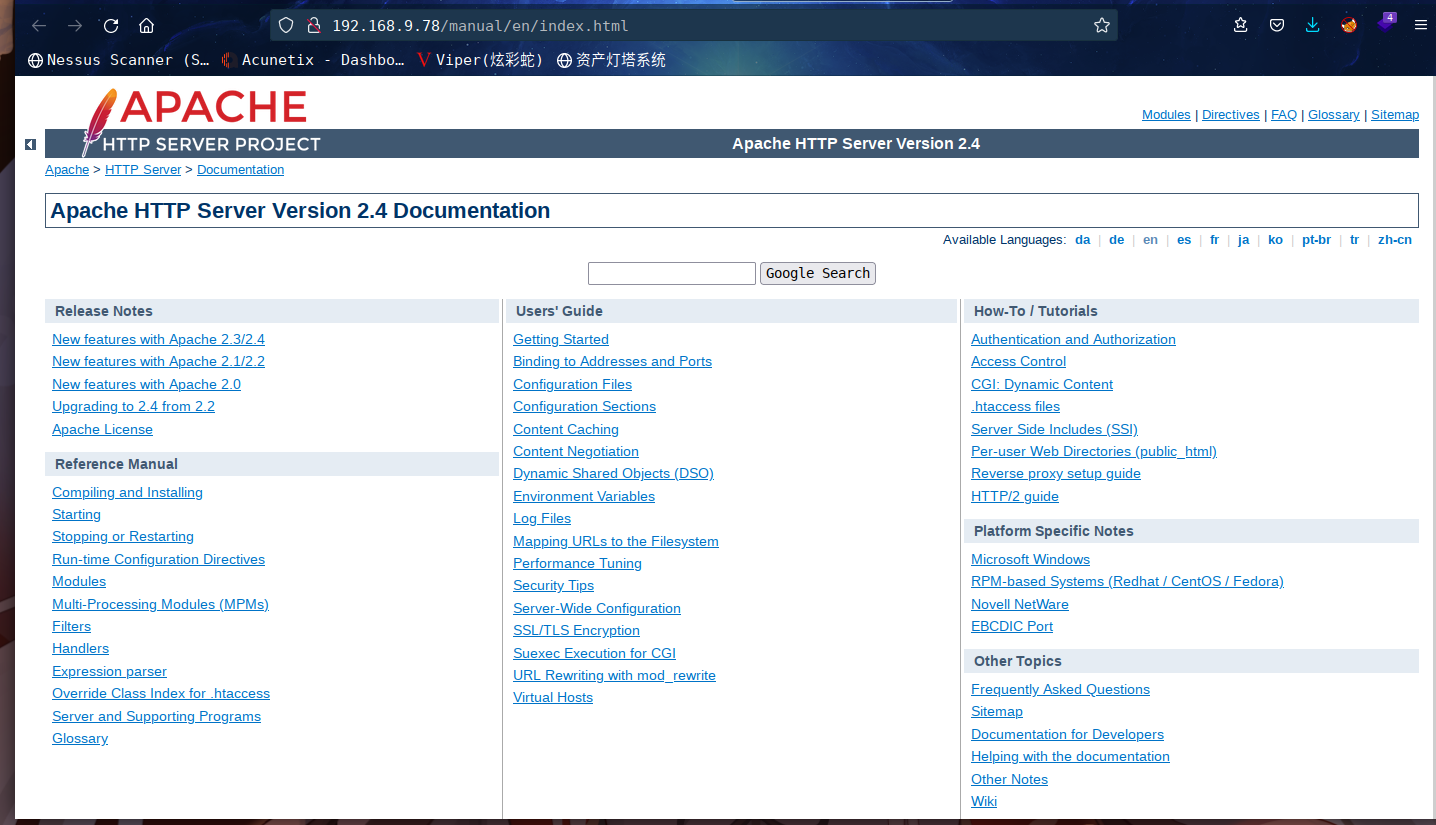 192.168.9.78/manual/en/index.html
4
Nessus Scanner (S… Acunetix - Dashbo… Viper(炫彩蛇) 资产灯塔系统
APACHE
HTTP SERVER PROJECT
Modules | Directives | FAQ | Glossary | Sitemap
Apache HTTP Server Version 2.4
Apache > HTTP Server > Documentation
Apache HTTP Server Version 2.4 Documentation
Available Languages: da | de | en | es | fr | ja | ko | pt-br | tr | zh-cn
Google Search
Release Notes
New features with Apache 2.3/2.4
New features with Apache 2.1/2.2
New features with Apache 2.0
Upgrading to 2.4 from 2.2
Apache License
Reference Manual
Compiling and Installing
Starting
Stopping or Restarting
Run-time Configuration Directives
Modules
Multi-Processing Modules (MPMs)
Filters
Handlers
Expression parser
Override Class Index for .htaccess
Server and Supporting Programs
Glossary
Users' Guide
Getting Started
Binding to Addresses and Ports
Configuration Files
Configuration Sections
Content Caching
Content Negotiation
Dynamic Shared Objects (DSO)
Environment Variables
Log Files
Mapping URLs to the Filesystem
Performance Tuning
Security Tips
Server-Wide Configuration
SSL/TLS Encryption
Suexec Execution for CGI
URL Rewriting with mod_rewrite
Virtual Hosts
How-To / Tutorials
Authentication and Authorization
Access Control
CGI: Dynamic Content
.htaccess files
Server Side Includes (SSI)
Per-user Web Directories (public_html)
Reverse proxy setup guide
HTTP/2 guide
Platform Specific Notes
Microsoft Windows
RPM-based Systems (Redhat / CentOS / Fedora)
Novell NetWare
EBCDIC Port
Other Topics
Frequently Asked Questions
Sitemap
Documentation for Developers
Helping with the documentation
Other Notes
Wiki